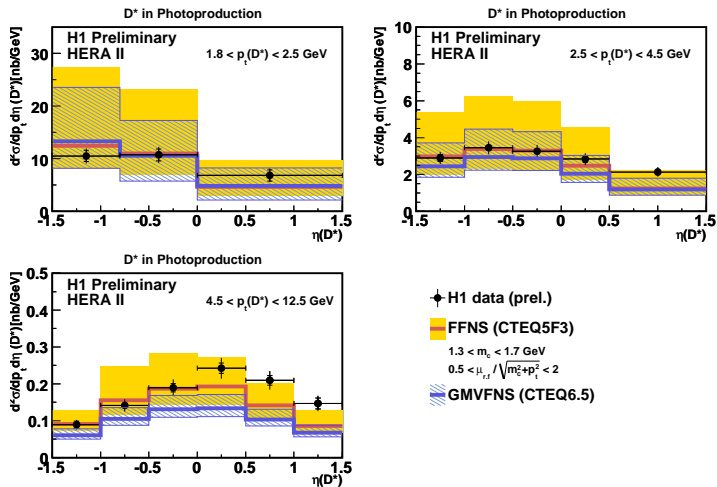 D* in Photoproduction
H1 Preliminary
HERA II
1.8 < p_t(D*) < 2.5 GeV
d²σ/dp_t dη (D*)[nb/GeV]
30
20
10
0
-1.5 -1 -0.5 0 0.5 1 1.5
η(D*)
D* in Photoproduction
H1 Preliminary
HERA II
2.5 < p_t(D*) < 4.5 GeV
d²σ/dp_t dη (D*)[nb/GeV]
10
8
6
4
2
0
-1.5 -1 -0.5 0 0.5 1 1.5
η(D*)
D* in Photoproduction
H1 Preliminary
HERA II
4.5 < p_t(D*) < 12.5 GeV
d²σ/dp_t dη (D*)[nb/GeV]
0.5
0.4
0.3
0.2
0.1
0
-1.5 -1 -0.5 0 0.5 1 1.5
η(D*)
H1 data (prel.)
FFNS (CTEQ5F3)
1.3 < m_c < 1.7 GeV
0.5 < μ_r,f / √(m_c²+p_t²) < 2
GMVFNS (CTEQ6.5)